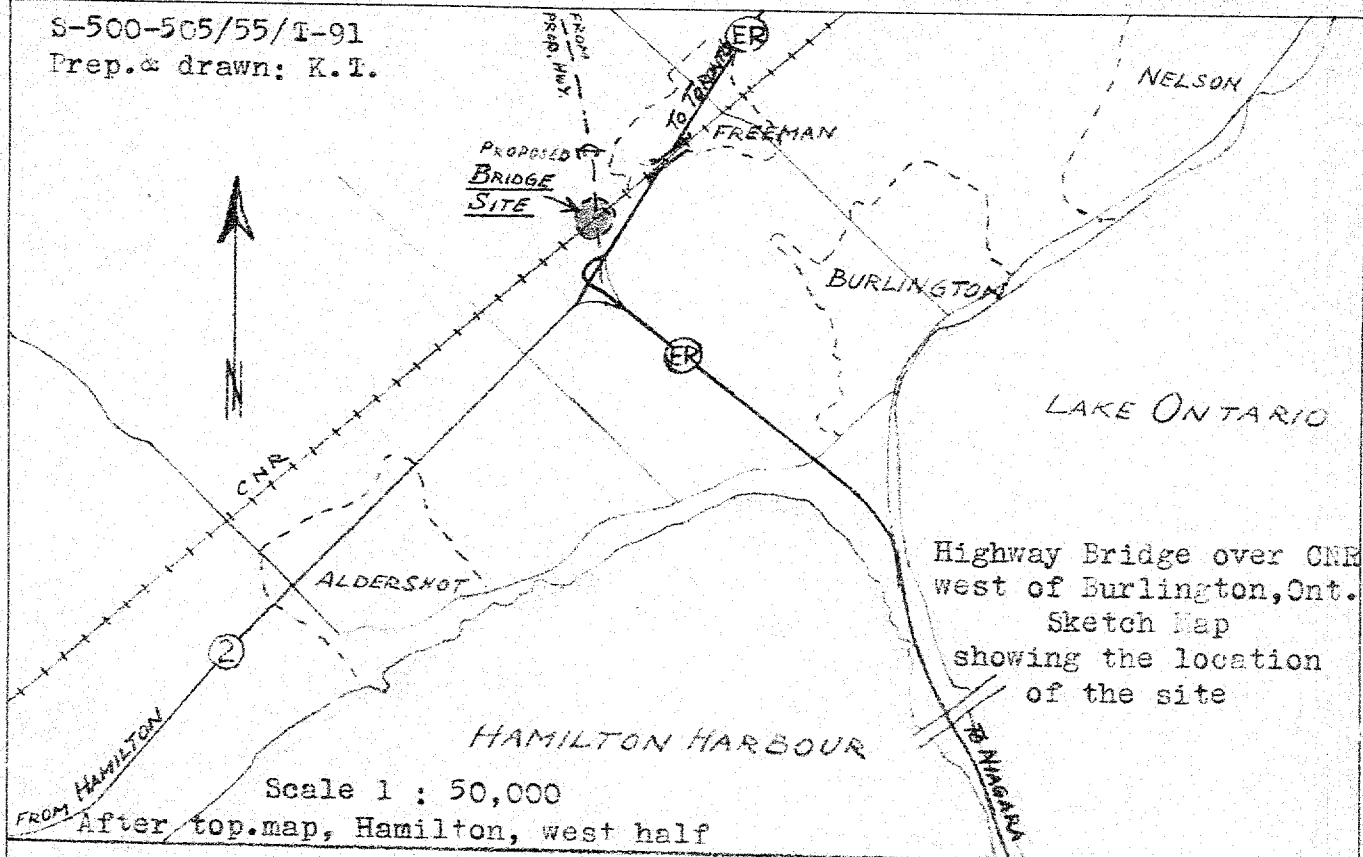 S-500-505/55/T-91
Prep.& drawn: K.T.
FROM
PROP. HWY.
ER
TO TORONTO
NELSON
FREEMAN
PROPOSED
BRIDGE
SITE
BURLINGTON
ER
N
LAKE ONTARIO
CNR
ALDERSHOT
Highway Bridge over CNR
west of Burlington,Ont.
Sketch Map
showing the location
of the site
2
HAMILTON HARBOUR
TO NIAGARA
FROM HAMILTON
Scale 1 : 50,000
After top.map, Hamilton, west half